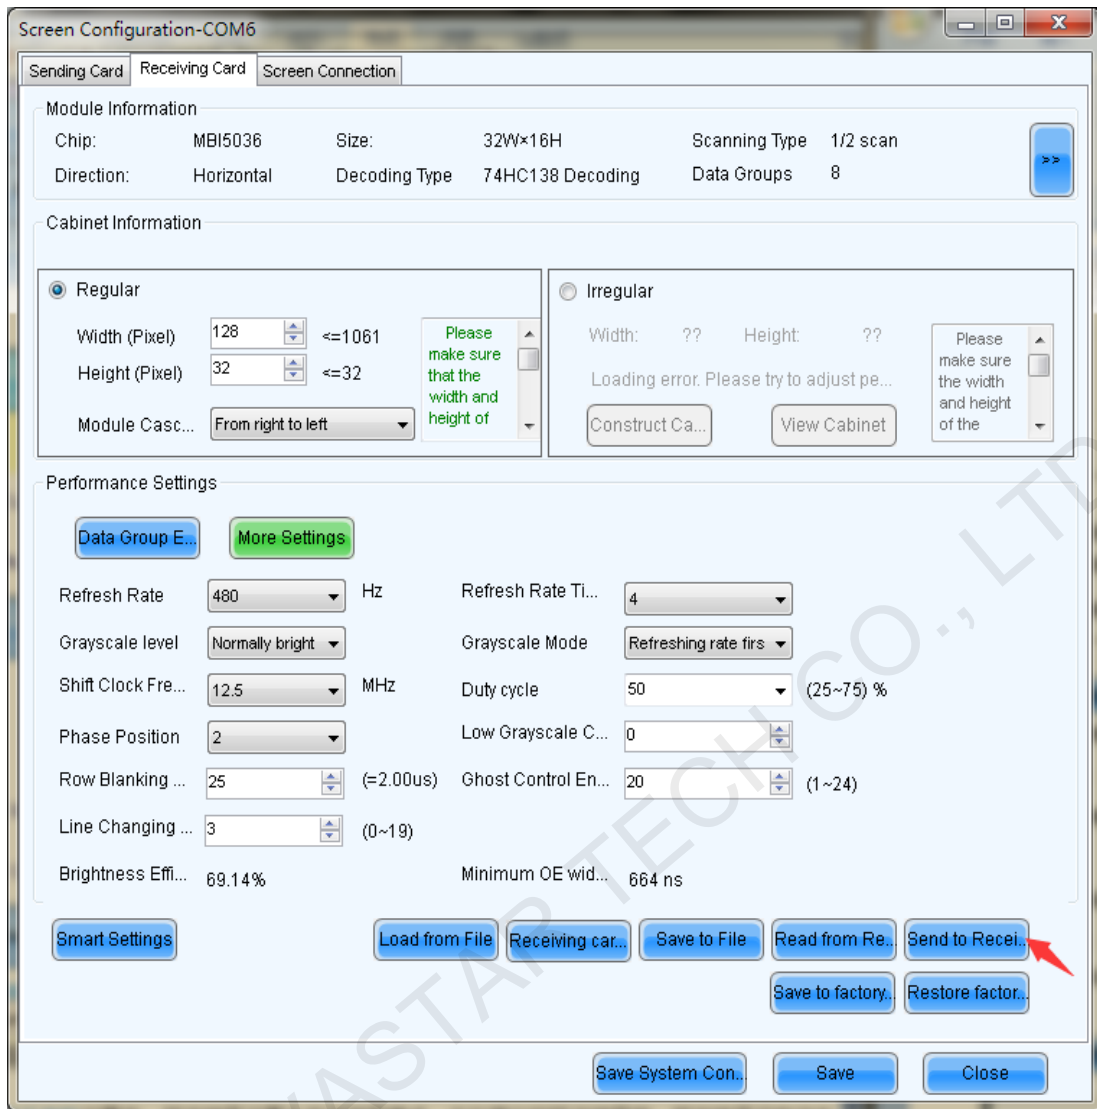 Screen Configuration-COM6
Sending Card Receiving Card Screen Connection
Module Information
Chip: MBI5036 Size: 32W×16H Scanning Type 1/2 scan
>>
Direction: Horizontal Decoding Type 74HC138 Decoding Data Groups 8
Cabinet Information
Regular
Width (Pixel) 128 <=1061
Height (Pixel) 32 <=32
Module Casc... From right to left
Please
make sure
that the
width and
height of
Irregular
Width: ?? Height: ??
Loading error. Please try to adjust pe...
Construct Ca... View Cabinet
Please
make sure
the width
and height
of the
Performance Settings
Data Group E... More Settings
Refresh Rate 480 Hz Refresh Rate Ti... 4
Grayscale level Normally bright Grayscale Mode Refreshing rate firs
Shift Clock Fre... 12.5 MHz Duty cycle 50 (25~75) %
Phase Position 2 Low Grayscale C... 0
Row Blanking ... 25 (=2.00us) Ghost Control En... 20 (1~24)
Line Changing ... 3 (0~19)
Brightness Effi... 69.14% Minimum OE wid... 664 ns
Smart Settings Load from File Receiving car... Save to File Read from Re... Send to Recei...
Save to factory... Restore factor...
Save System Con... Save Close
VASTAR TECH CO., LTD